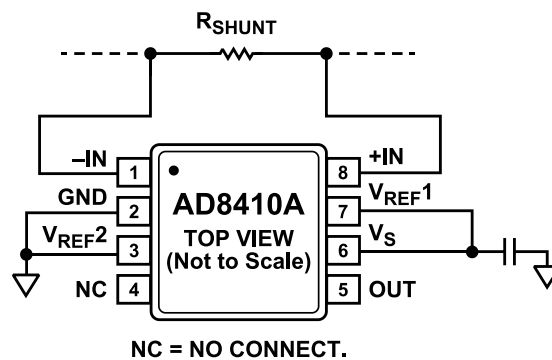 RSHUNT
–IN
1
8
+IN
GND
2
AD8410A
7
VREF1
VREF2
3
TOP VIEW
(Not to Scale)
6
VS
NC
4
5
OUT
NC = NO CONNECT.